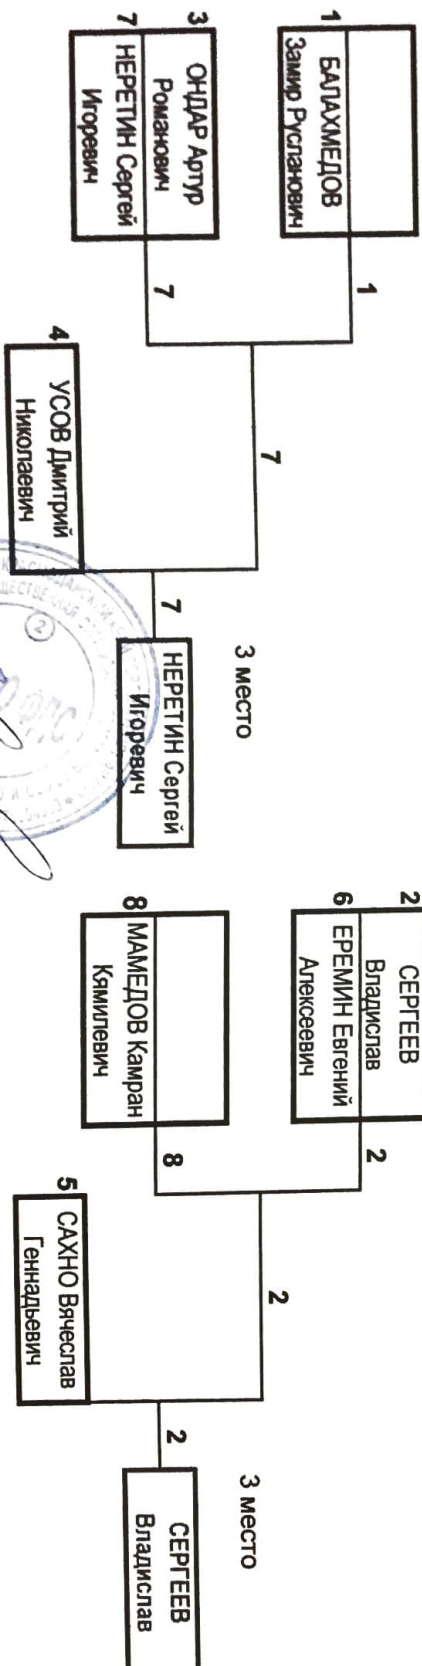 1
БАЛАХМЕДОВ
Замир Русланович
1
3
ОНДАР Артур
Романович
7
НЕРЕТИН Сергей
Игоревич
7
7
4
УСОВ Дмитрий
Николаевич
7
3 место
НЕРЕТИН Сергей
Игоревич
2
СЕРГЕЕВ
Владислав
6
ЕРЕМИН Евгений
Алексеевич
2
8
МАМЕДОВ Камран
Кямилевич
8
2
5
САХНО Вячеслав
Геннадьевич
2
3 место
СЕРГЕЕВ
Владислав
2